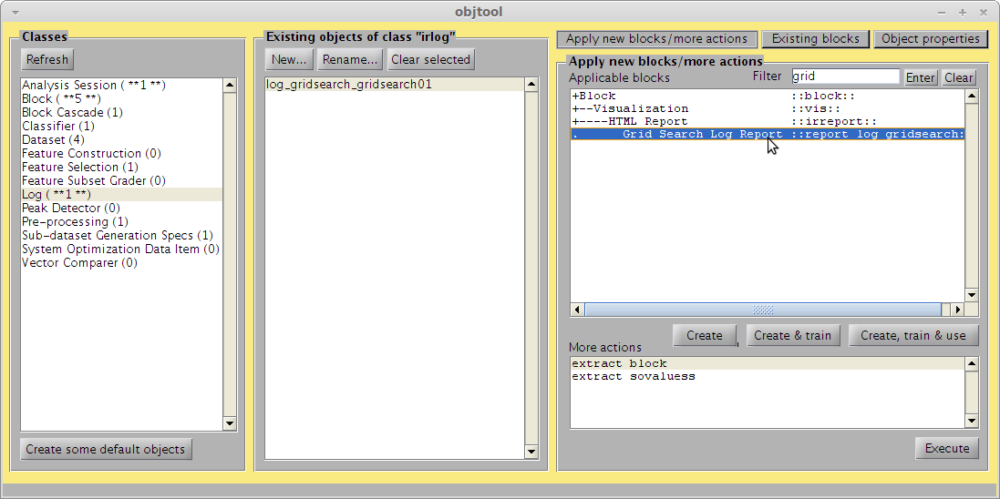 objtool
Classes
Refresh
Analysis Session ( **1 **)
Block ( **5 **)
Block Cascade (1)
Classifier (1)
Dataset (4)
Feature Construction (0)
Feature Selection (1)
Feature Subset Grader (0)
Log ( **1 **)
Peak Detector (0)
Pre-processing (1)
Sub-dataset Generation Specs (1)
System Optimization Data Item (0)
Vector Comparer (0)
Create some default objects
Existing objects of class "irlog"
New... Rename... Clear selected
log_gridsearch_gridsearch01
Apply new blocks/more actions Existing blocks Object properties
Apply new blocks/more actions
Applicable blocks Filter grid Enter Clear
+Block ::block::
+--Visualization ::vis::
+----HTML Report ::irreport::
. Grid Search Log Report ::report_log_gridsearch:
Create Create & train Create, train & use
More actions
extract block
extract sovaluess
Execute